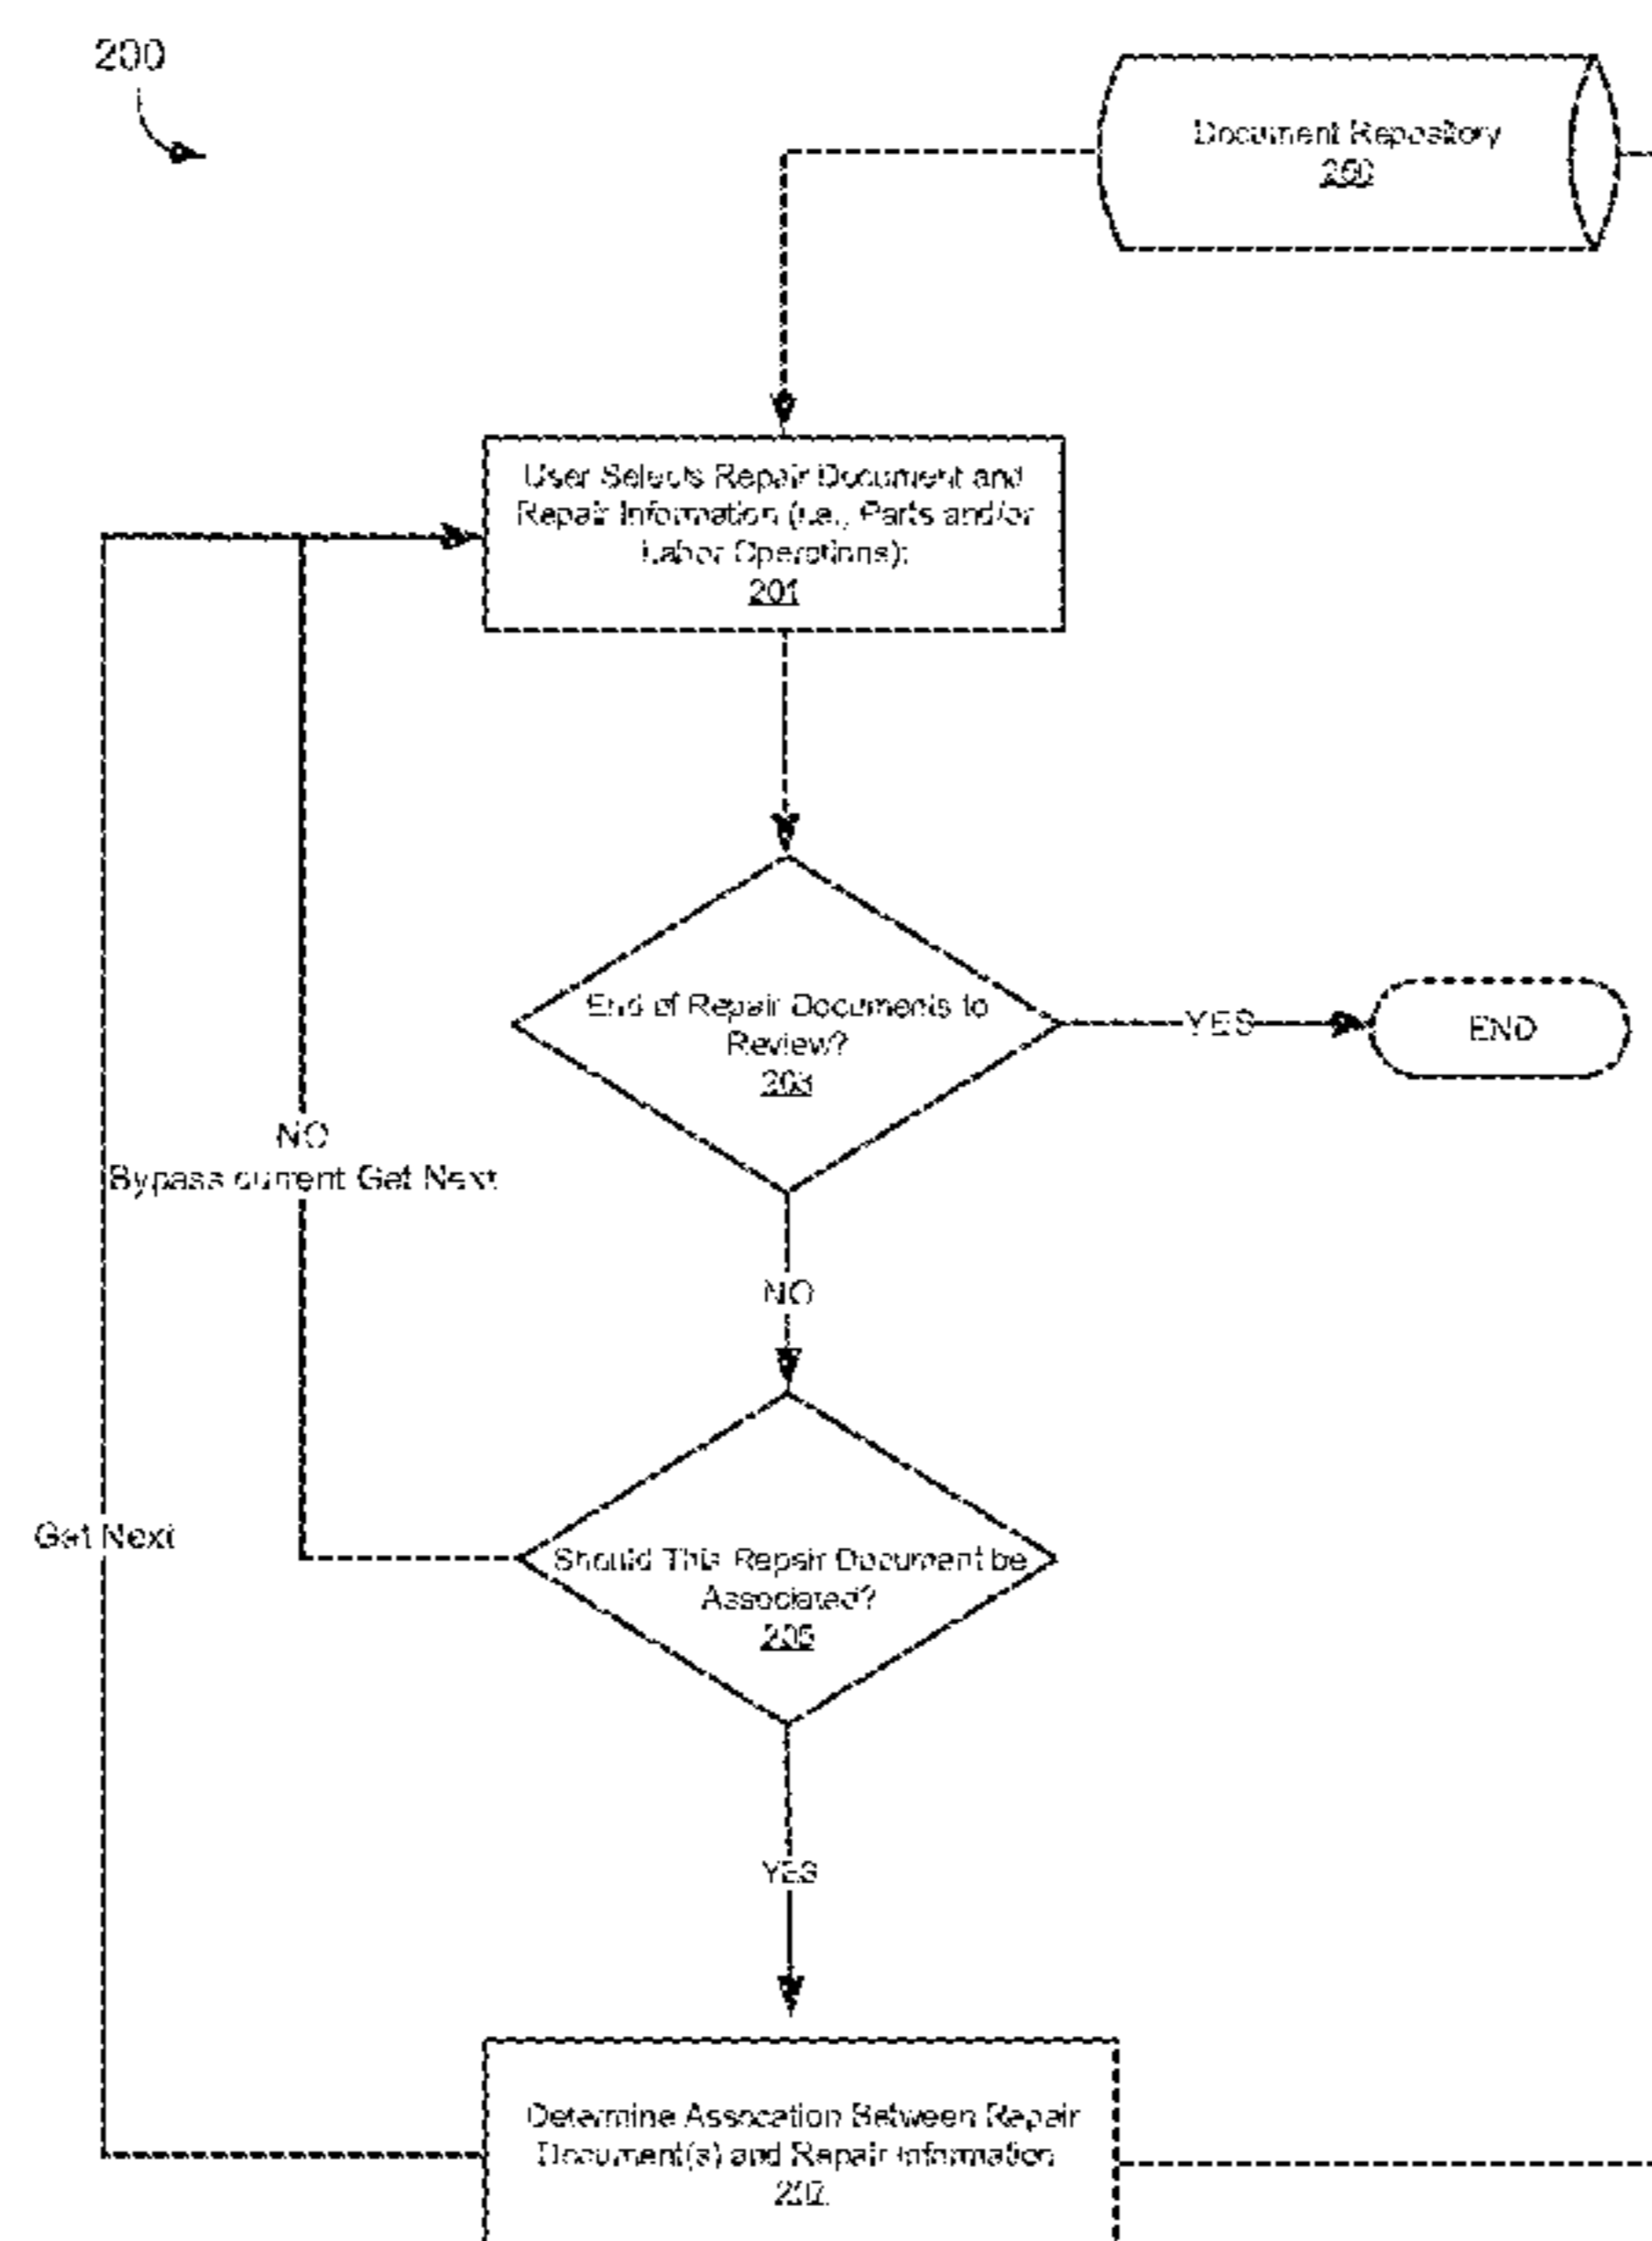 200
Document Repository
250
User Selects Repair Document and
Repair Information (i.e., Parts and/or
Labor Operations);
201
End of Repair Documents to
Review?
203
YES
END
NO
Bypass current Get Next
NO
Get Next
Should This Repair Document be
Associated?
205
YES
Determine Assocation Between Repair
Document(s) and Repair Information
207